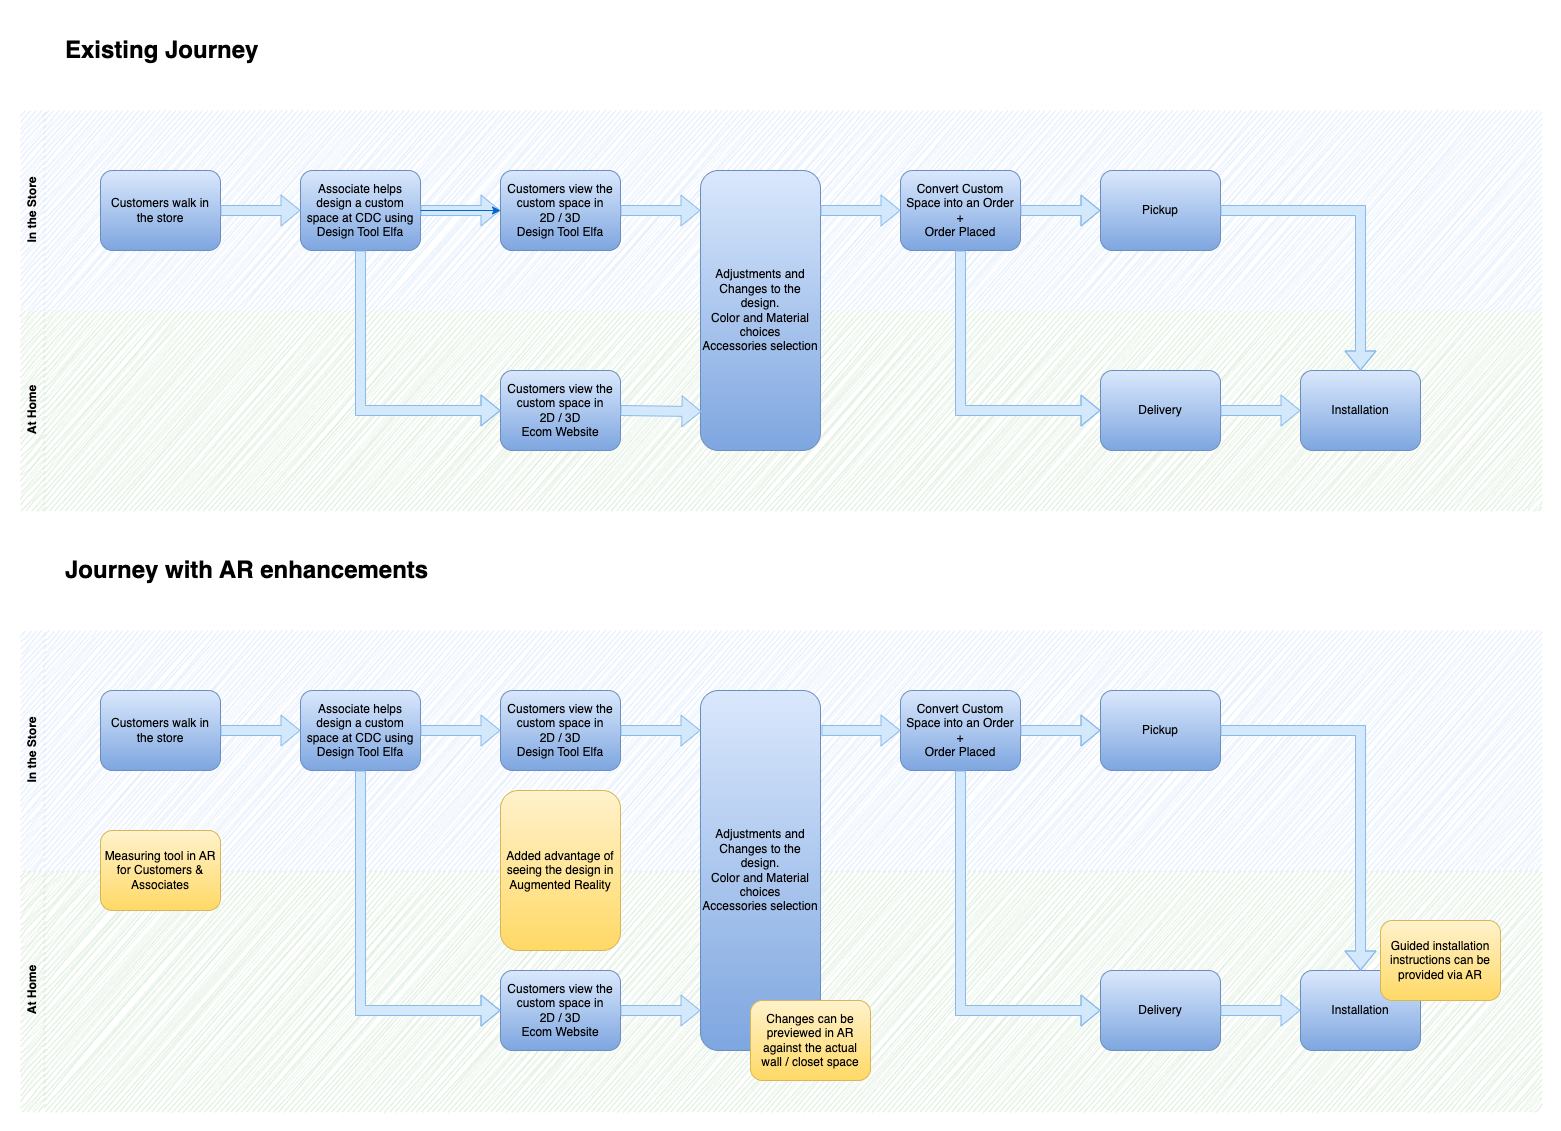 Existing Journey
In the Store
Customers walk in
the store
Associate helps
design a custom
space at CDC using
Design Tool Elfa
Customers view the
custom space in
2D / 3D
Design Tool Elfa
Adjustments and
Changes to the
design.
Color and Material
choices
Accessories selection
Convert Custom
Space into an Order
+
Order Placed
Pickup
At Home
Customers view the
custom space in
2D / 3D
Ecom Website
Delivery
Installation
Journey with AR enhancements
In the Store
Customers walk in
the store
Associate helps
design a custom
space at CDC using
Design Tool Elfa
Customers view the
custom space in
2D / 3D
Design Tool Elfa
Adjustments and
Changes to the
design.
Color and Material
choices
Accessories selection
Convert Custom
Space into an Order
+
Order Placed
Pickup
Measuring tool in AR
for Customers &
Associates
Added advantage of
seeing the design in
Augmented Reality
At Home
Customers view the
custom space in
2D / 3D
Ecom Website
Changes can be
previewed in AR
against the actual
wall / closet space
Delivery
Installation
Guided installation
instructions can be
provided via AR